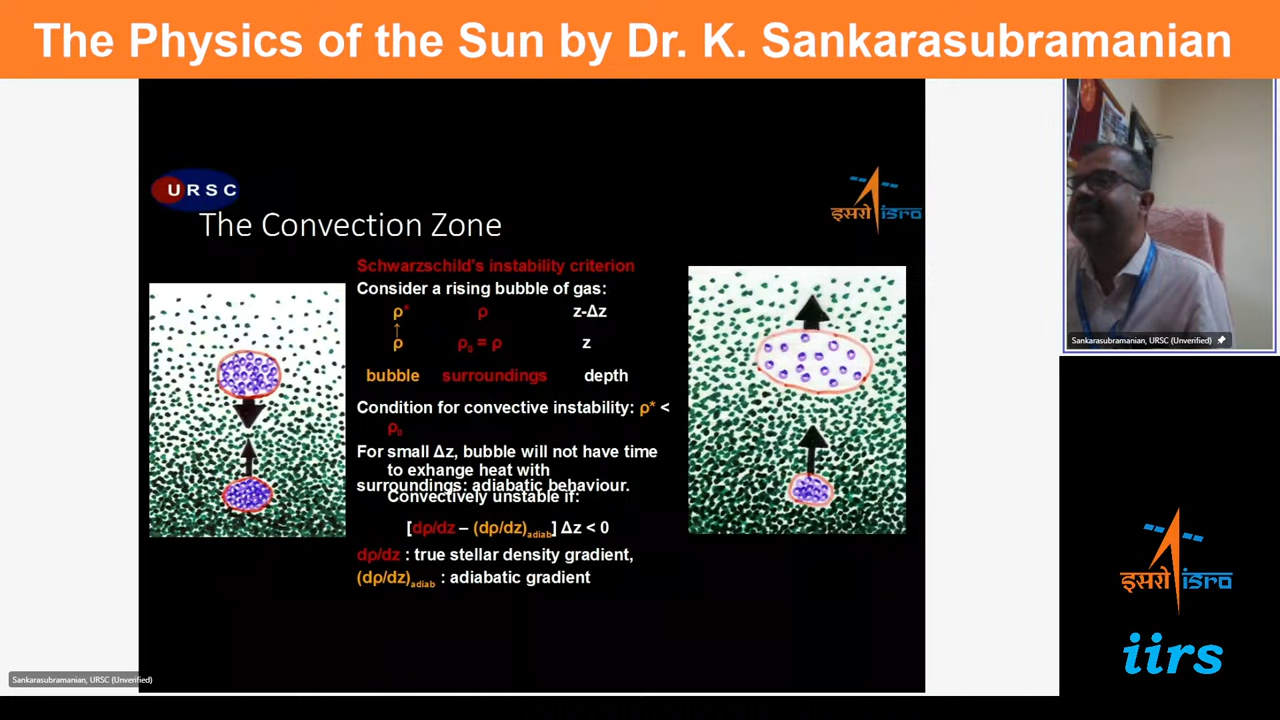 The Physics of the Sun by Dr. K. Sankarasubramanian
URSC
इसरो isro
The Convection Zone
Schwarzschild's instability criterion
Consider a rising bubble of gas:
ρ* ρ z-Δz
↑
ρ ρ₀ = ρ z
bubble surroundings depth
Condition for convective instability: ρ* <
ρ₀
For small Δz, bubble will not have time
to exhange heat with
surroundings: adiabatic behaviour.
Convectively unstable if:
[dρ/dz – (dρ/dz)adiab] Δz < 0
dρ/dz : true stellar density gradient,
(dρ/dz)adiab : adiabatic gradient
Sankarasubramanian, URSC (Unverified)
इसरो isro
iirs
Sankarasubramanian, URSC (Unverified)